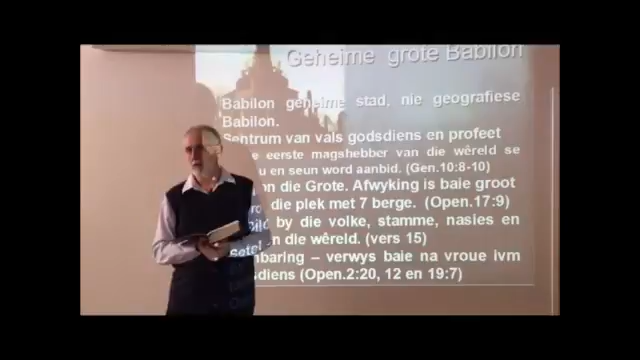 Geheime grote Babilon
Babilon geheime stad, nie geografiese
Babilon.
Sentrum van vals godsdiens en profeet
eerste magshebber van die wêreld se
en seun word aanbid. (Gen.10:8-10)
die Grote. Afwyking is baie groot
die plek met 7 berge. (Open.17:9)
by die volke, stamme, nasies en
die wêreld. (vers 15)
verwys baie na vroue ivm
(Open.2:20, 12 en 19:7)